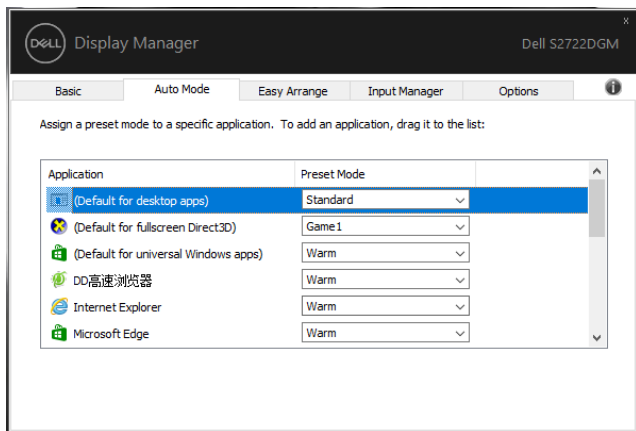 DELL Display Manager Dell S2722DGM
x
Basic Auto Mode Easy Arrange Input Manager Options i
Assign a preset mode to a specific application. To add an application, drag it to the list:
Application Preset Mode
(Default for desktop apps) Standard
(Default for fullscreen Direct3D) Game1
(Default for universal Windows apps) Warm
DD高速浏览器 Warm
Internet Explorer Warm
Microsoft Edge Warm